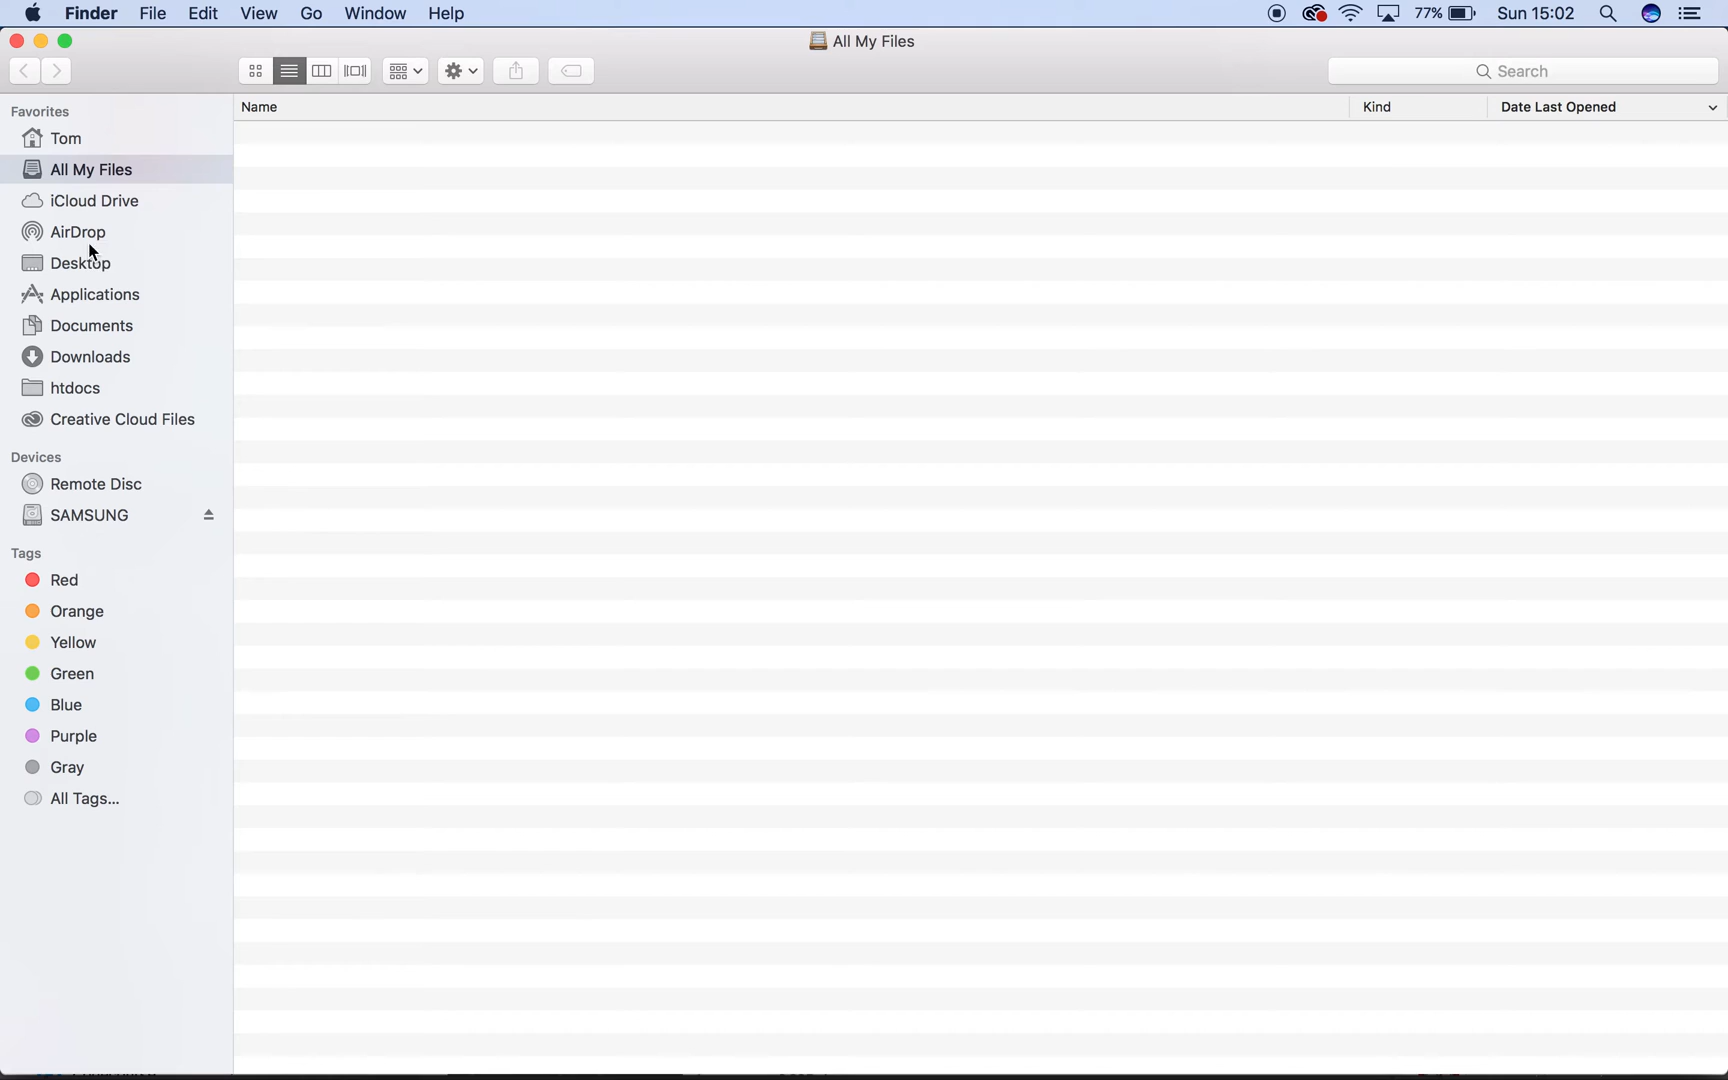 Finder File Edit View Go Window Help 77% Sun 15:02
All My Files
Search
Favorites
Tom
All My Files
iCloud Drive
AirDrop
Desktop
Applications
Documents
Downloads
htdocs
Creative Cloud Files
Devices
Remote Disc
SAMSUNG
Tags
Red
Orange
Yellow
Green
Blue
Purple
Gray
All Tags...
Name Kind Date Last Opened